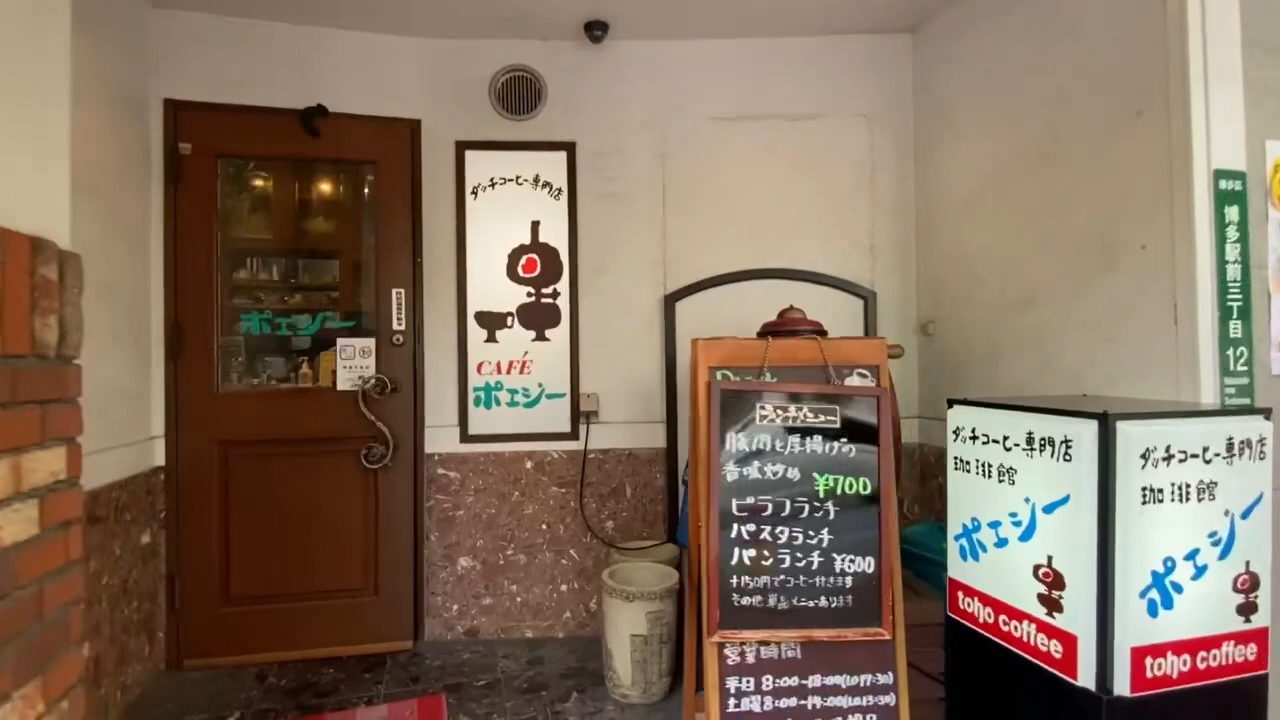 ポエジー
ダッチコーヒー専門店
CAFÉ
ポエジー
ランチメニュー
豚肉と厚揚げの
香味炒め ¥700
ピラフランチ
パスタランチ
パンランチ ¥600
+150円でコーヒー付きます
その他単品メニューあります
営業時間
平日 8:00-18:00(L.O17:30)
土曜 8:00-14:00(L.O13:30)
ダッチコーヒー専門店
珈琲館
ポエジー
toho coffee
ダッチコーヒー専門店
珈琲館
ポエジー
toho coffee
博多区
博多駅前三丁目
12